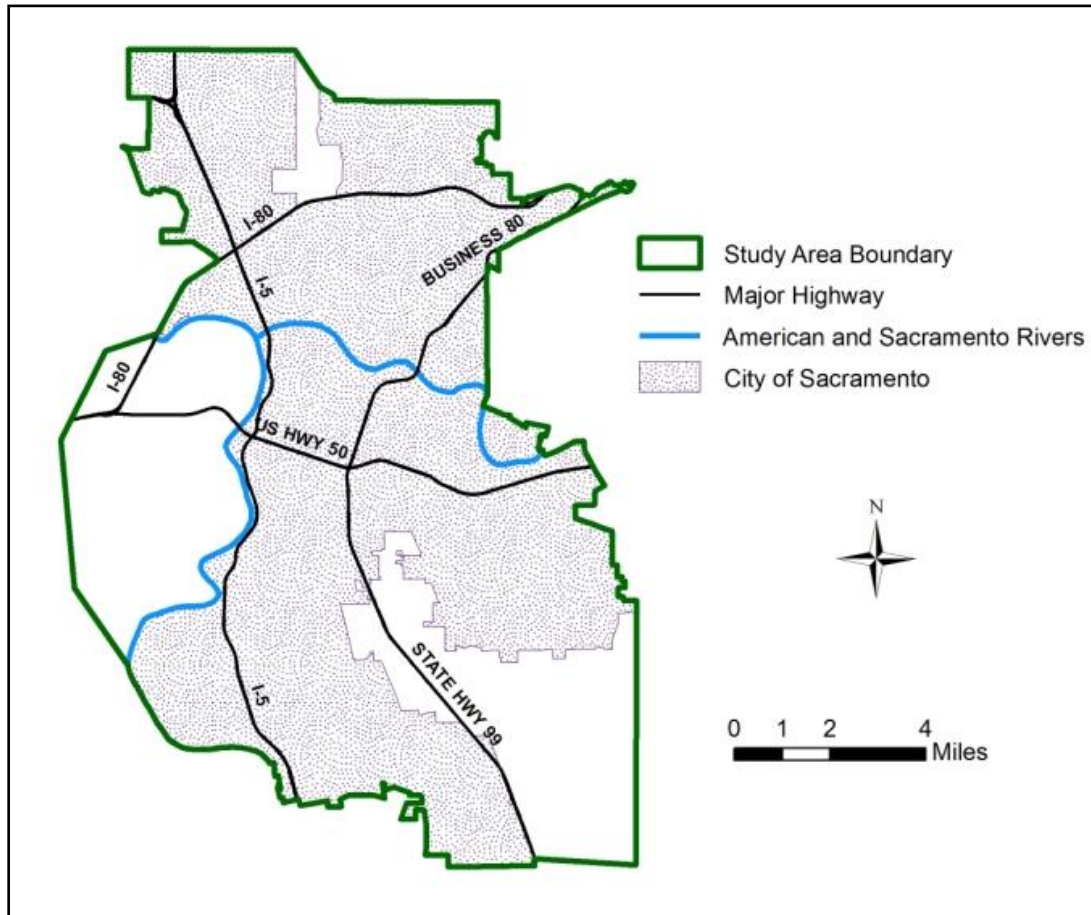 I-80
BUSINESS 80
I-5
I-80
US HWY 50
STATE HWY 99
I-5
Study Area Boundary
Major Highway
American and Sacramento Rivers
City of Sacramento
N
0 1 2 4
Miles